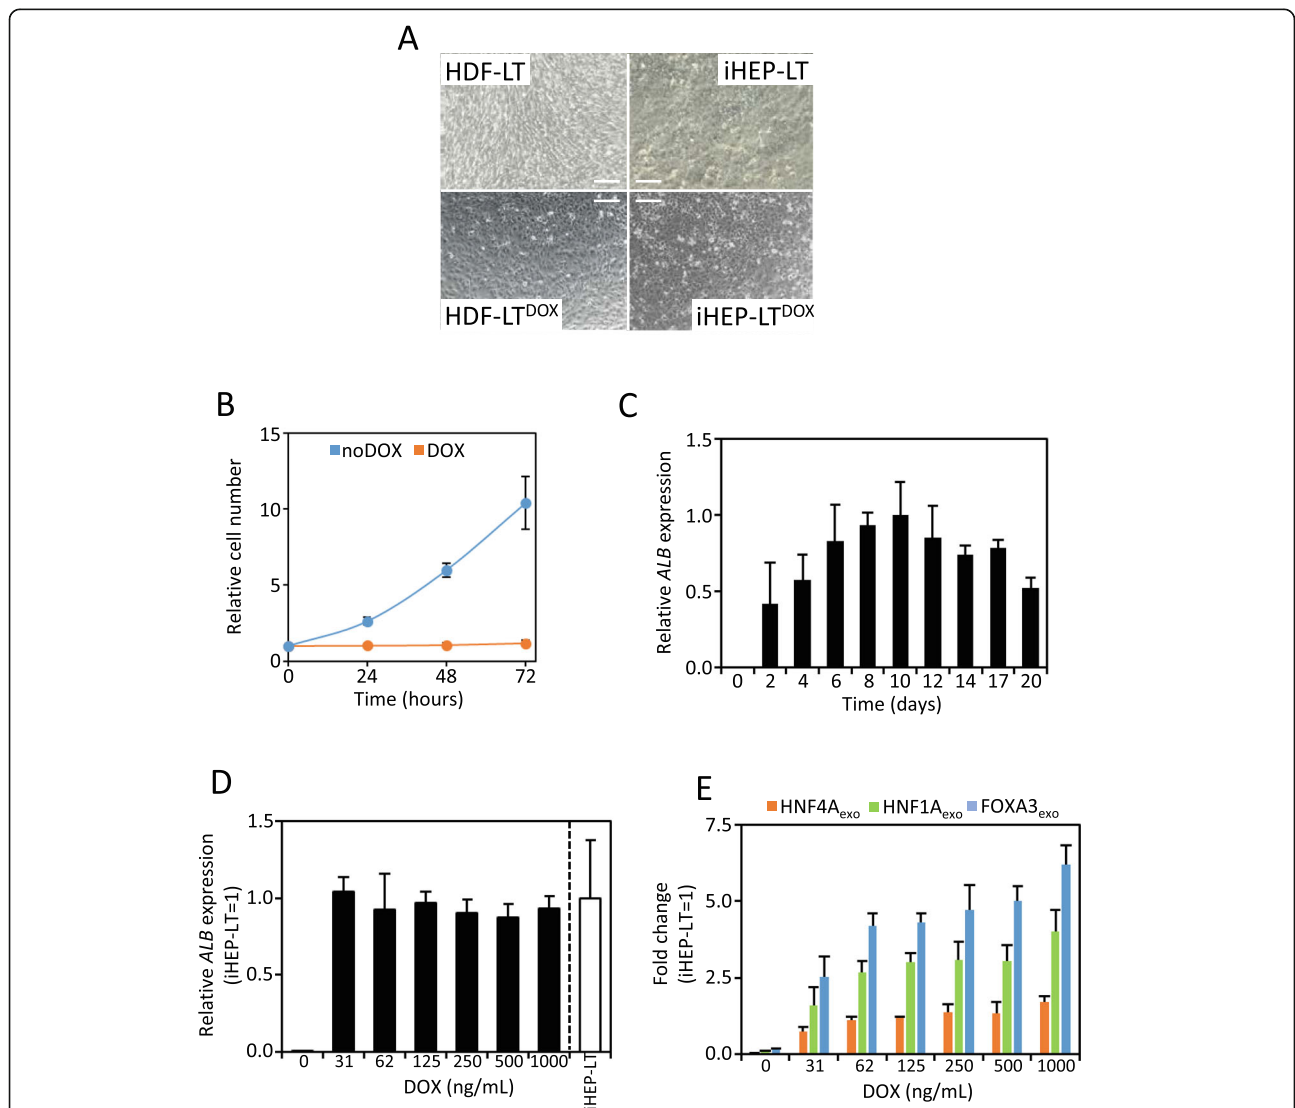 A
HDF-LT
iHEP-LT
HDF-LTDOX
iHEP-LTDOX
B
noDOX DOX
Relative cell number
15
10
5
0
0 24 48 72
Time (hours)
C
Relative ALB expression
1.5
1.0
0.5
0.0
0 2 4 6 8 10 12 14 17 20
Time (days)
D
Relative ALB expression
(iHEP-LT=1)
1.5
1.0
0.5
0.0
0 31 62 125 250 500 1000 iHEP-LT
DOX (ng/mL)
E
HNF4Aexo HNF1Aexo FOXA3exo
Fold change
(iHEP-LT=1)
7.5
5.0
2.5
0.0
0 31 62 125 250 500 1000
DOX (ng/mL)